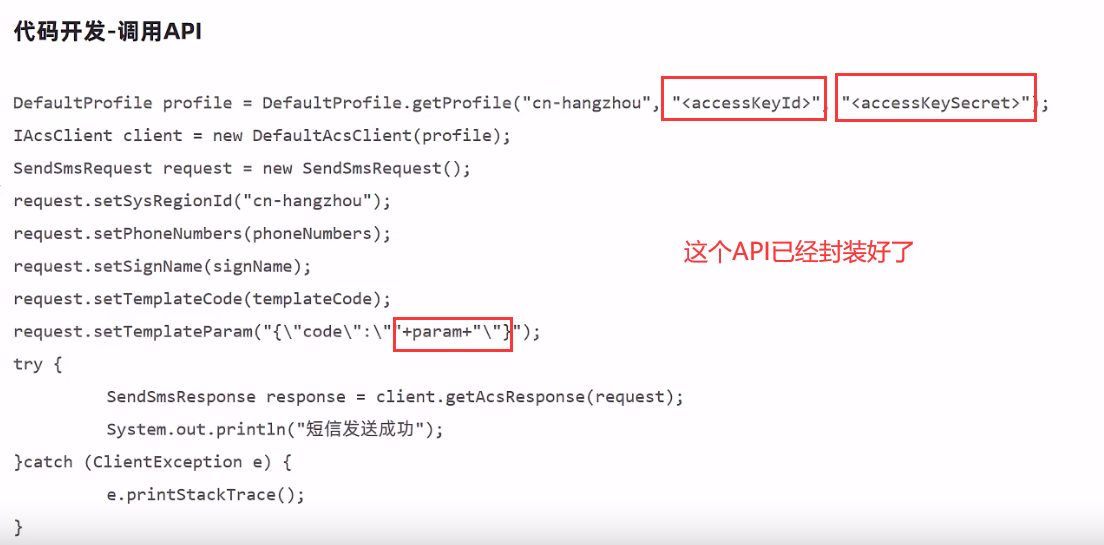 代码开发-调用API
DefaultProfile profile = DefaultProfile.getProfile("cn-hangzhou", "<accessKeyId>", "<accessKeySecret>");
IAcsClient client = new DefaultAcsClient(profile);
SendSmsRequest request = new SendSmsRequest();
request.setSysRegionId("cn-hangzhou");
request.setPhoneNumbers(phoneNumbers);
这个API已经封装好了
request.setSignName(signName);
request.setTemplateCode(templateCode);
request.setTemplateParam("{\"code\":\""+param+"\"}");
try {
SendSmsResponse response = client.getAcsResponse(request);
System.out.println("短信发送成功");
}catch (ClientException e) {
e.printStackTrace();
}